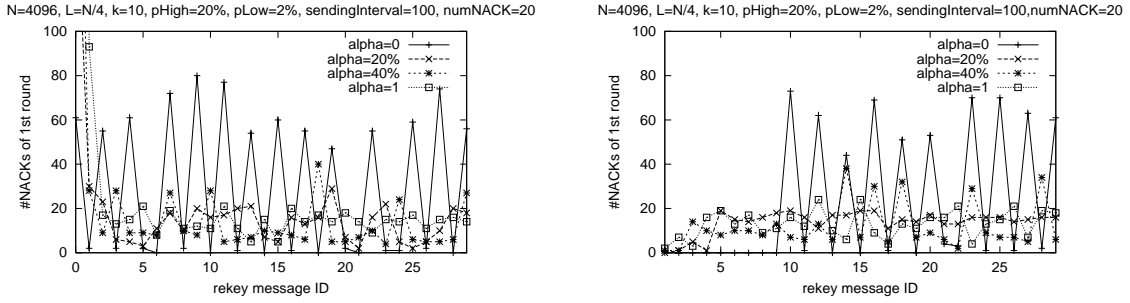 N=4096, L=N/4, k=10, pHigh=20%, pLow=2%, sendingInterval=100, numNACK=20
100
80
60
40
20
0
#NACKs of 1st round
alpha=0
alpha=20%
alpha=40%
alpha=1
0 5 10 15 20 25
rekey message ID
N=4096, L=N/4, k=10, pHigh=20%, pLow=2%, sendingInterval=100,numNACK=20
100
80
60
40
20
0
#NACKs of 1st round
alpha=0
alpha=20%
alpha=40%
alpha=1
5 10 15 20 25
rekey message ID